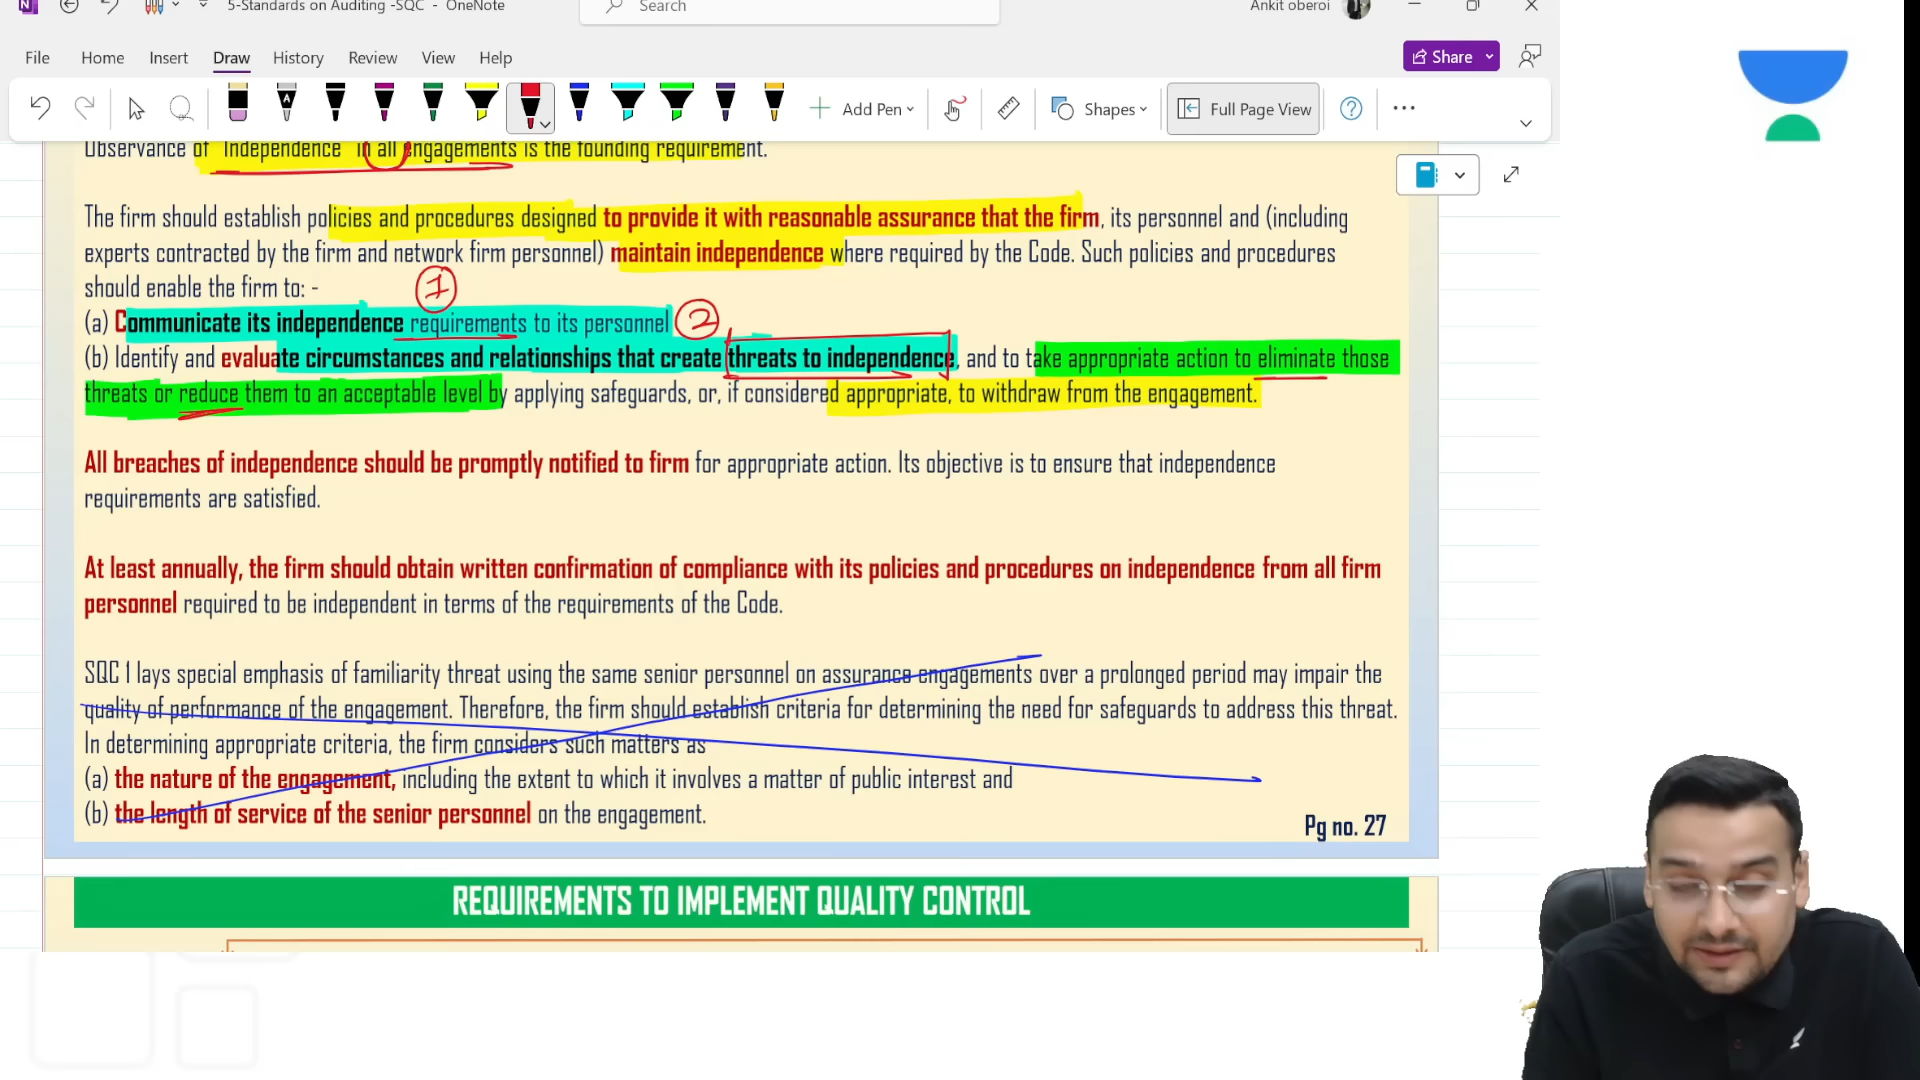 5-Standards on Auditing -SQC - OneNote
Search
Ankit oberoi
File Home Insert Draw History Review View Help
Share
A
Add Pen
Shapes
Full Page View
Observance of "Independence" in all engagements is the founding requirement.
The firm should establish policies and procedures designed to provide it with reasonable assurance that the firm, its personnel and (including
experts contracted by the firm and network firm personnel) maintain independence where required by the Code. Such policies and procedures
should enable the firm to: -
1
(a) Communicate its independence requirements to its personnel 2
(b) Identify and evaluate circumstances and relationships that create threats to independence, and to take appropriate action to eliminate those
threats or reduce them to an acceptable level by applying safeguards, or, if considered appropriate, to withdraw from the engagement.
All breaches of independence should be promptly notified to firm for appropriate action. Its objective is to ensure that independence
requirements are satisfied.
At least annually, the firm should obtain written confirmation of compliance with its policies and procedures on independence from all firm
personnel required to be independent in terms of the requirements of the Code.
SQC 1 lays special emphasis of familiarity threat using the same senior personnel on assurance engagements over a prolonged period may impair the
quality of performance of the engagement. Therefore, the firm should establish criteria for determining the need for safeguards to address this threat.
In determining appropriate criteria, the firm considers such matters as
(a) the nature of the engagement, including the extent to which it involves a matter of public interest and
(b) the length of service of the senior personnel on the engagement.
Pg no. 27
REQUIREMENTS TO IMPLEMENT QUALITY CONTROL